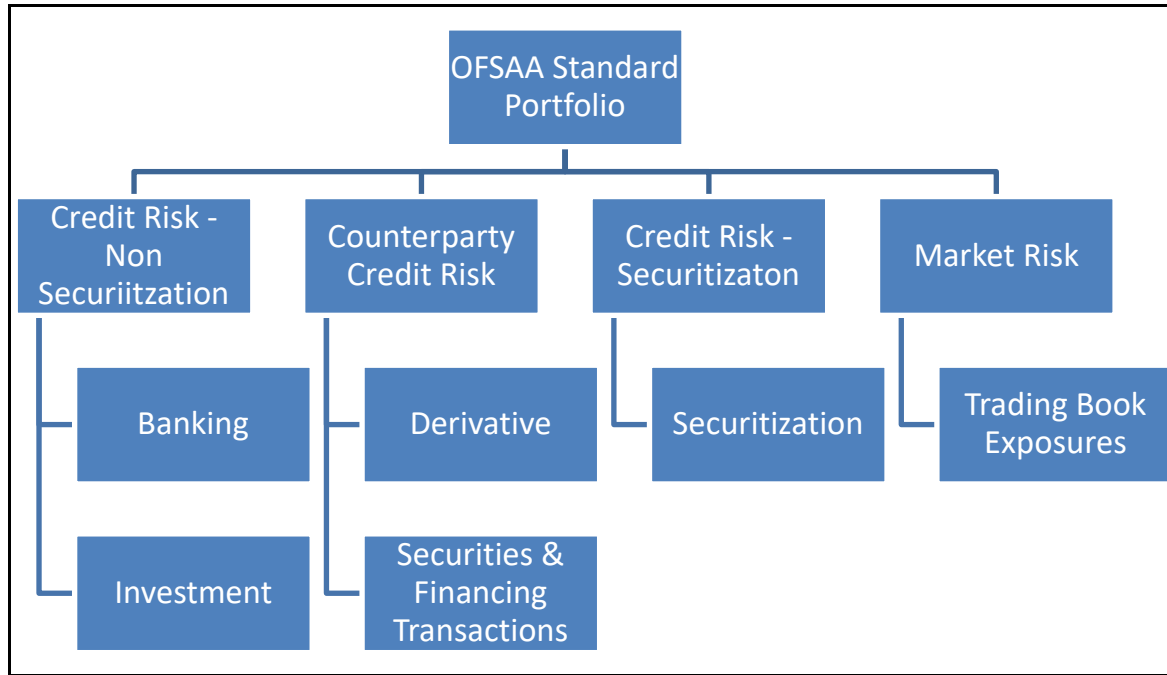 OFSAA Standard
Portfolio
Credit Risk -
Non
Securiitzation
Counterparty
Credit Risk
Credit Risk -
Securitizaton
Market Risk
Banking
Derivative
Securitization
Trading Book
Exposures
Investment
Securities &
Financing
Transactions